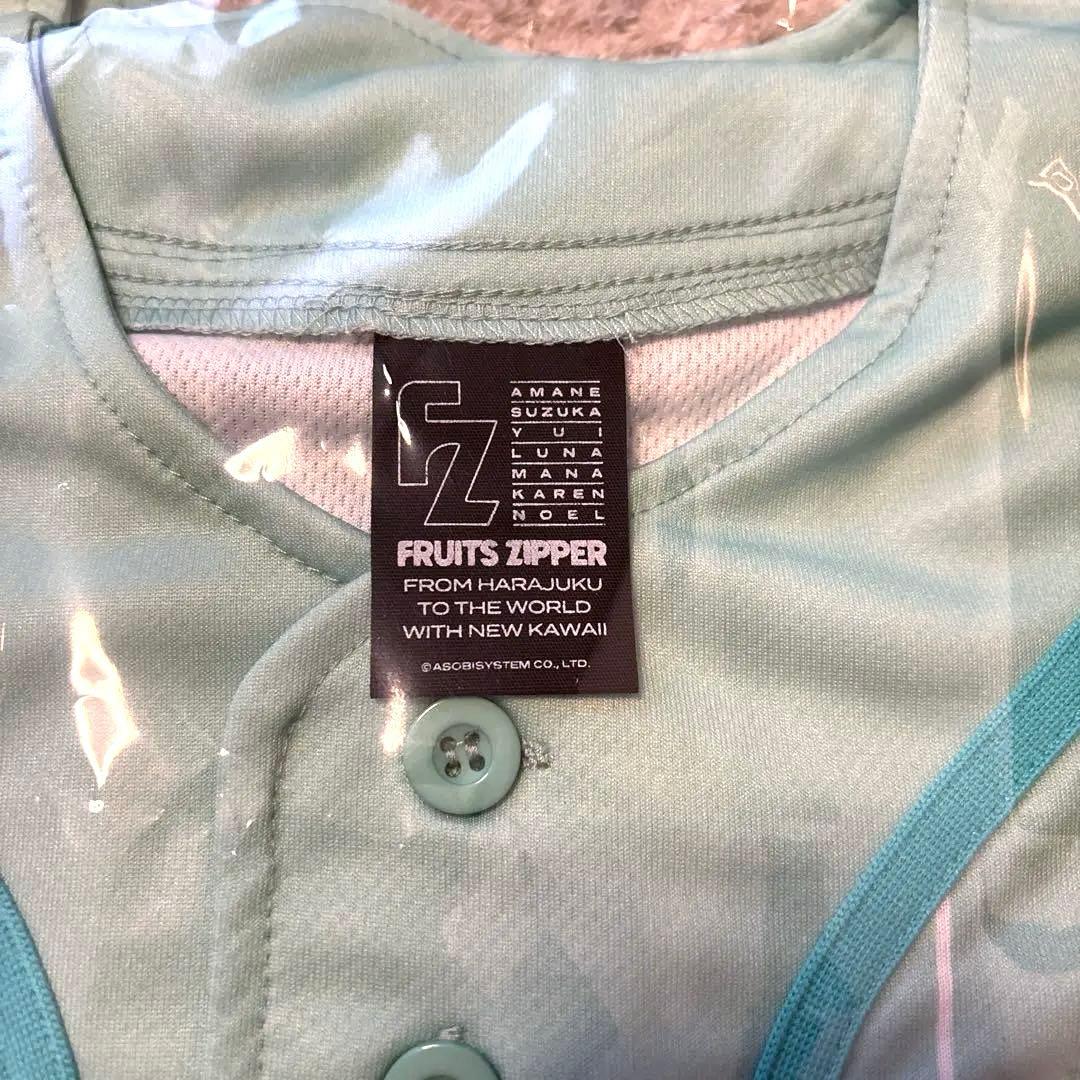 FZ
AMANE
SUZUKA
YUI
LUNA
MANA
KAREN
NOEL
FRUITS ZIPPER
FROM HARAJUKU
TO THE WORLD
WITH NEW KAWAII
©ASOBISYSTEM CO., LTD.